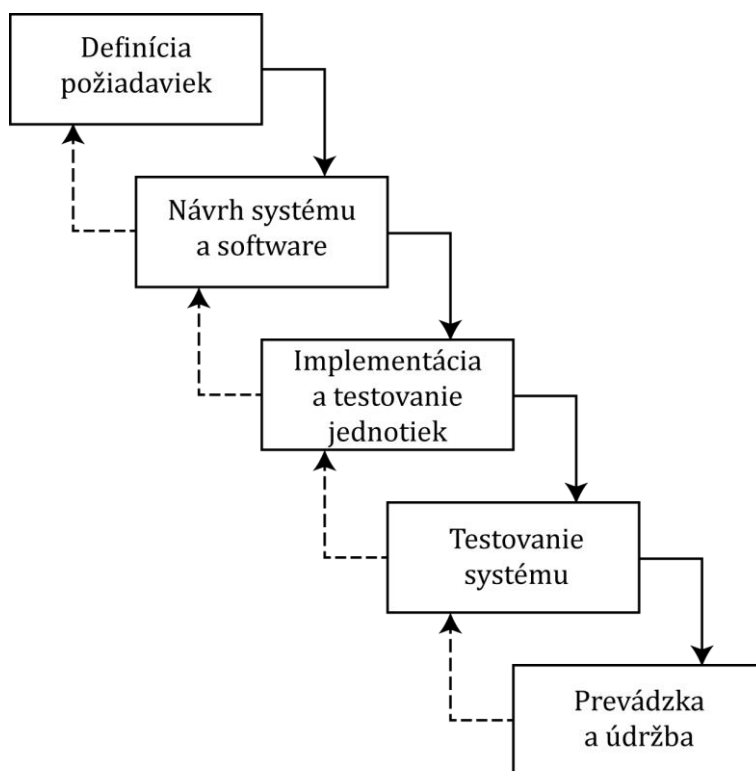 Definícia
požiadaviek
Návrh systému
a software
Implementácia
a testovanie
jednotiek
Testovanie
systému
Prevádzka
a údržba